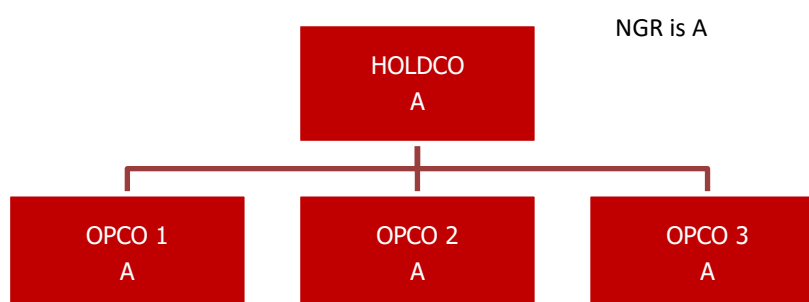 NGR is A
HOLDCO
A
OPCO 1
A
OPCO 2
A
OPCO 3
A